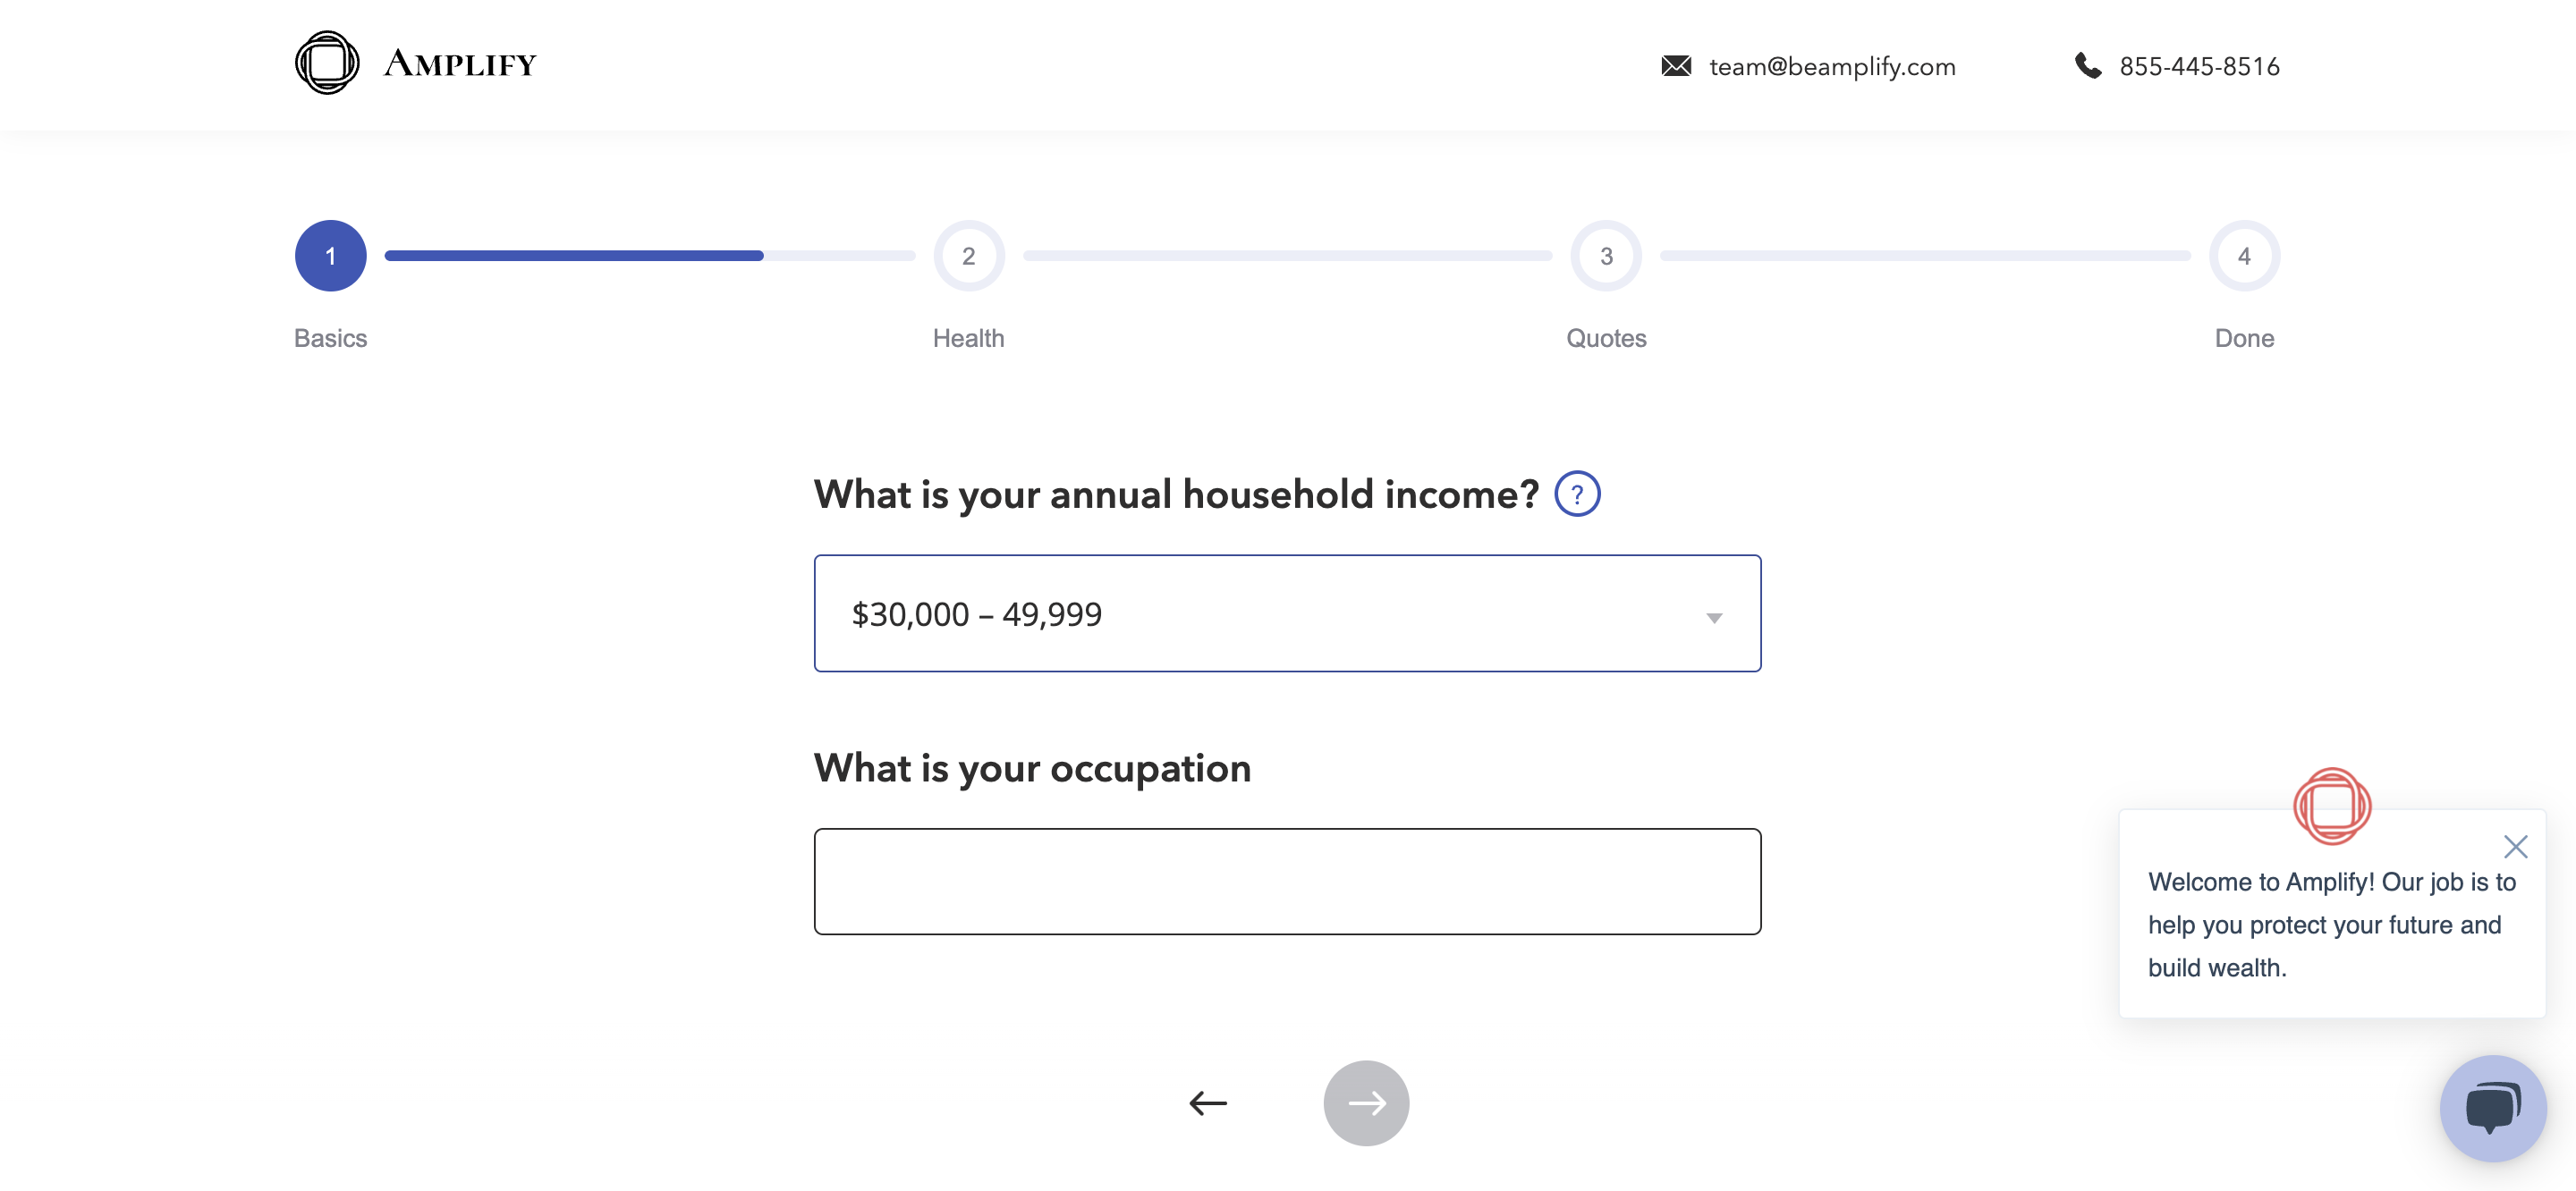 AMPLIFY
team@beamplify.com
855-445-8516
1
2
3
4
Basics
Health
Quotes
Done
What is your annual household income? ?
$30,000 – 49,999
What is your occupation
Welcome to Amplify! Our job is to
help you protect your future and
build wealth.